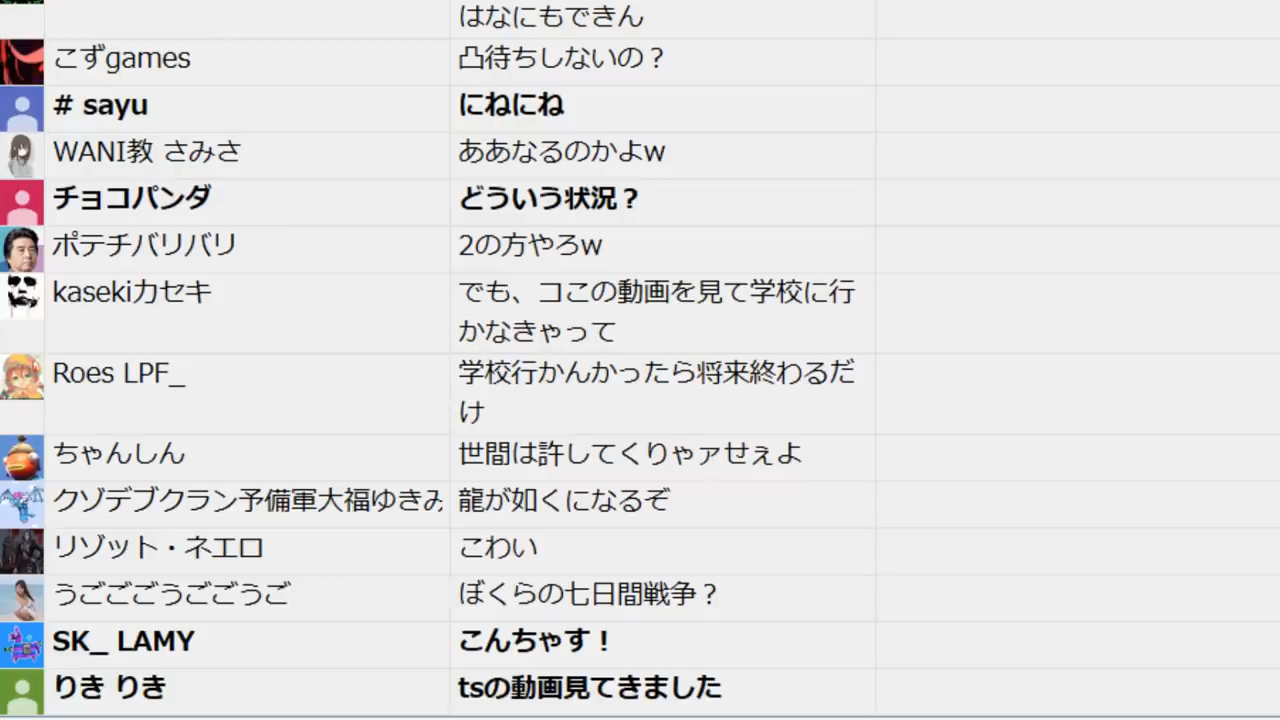 はなにもできん
こずgames 凸待ちしないの？
# sayu にねにね
WANI教 さみさ ああなるのかよw
チョコパンダ どういう状況？
ポテチバリバリ 2の方やろw
kasekiカセキ でも、コこの動画を見て学校に行
かなきゃって
Roes LPF_ 学校行かんかったら将来終わるだ
け
ちゃんしん 世間は許してくりゃァせぇよ
クゾデブクラン予備軍大福ゆきみ 龍が如くになるぞ
リゾット・ネエロ こわい
うごごごうごごうご ぼくらの七日間戦争？
SK_ LAMY こんちゃす！
りき りき tsの動画見てきました